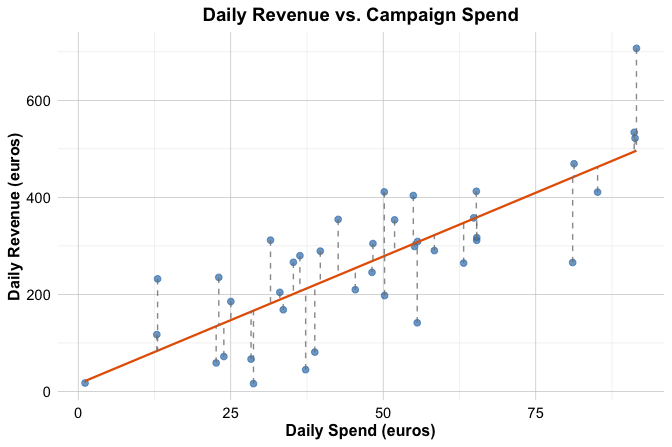 Daily Revenue vs. Campaign Spend
Daily Revenue (euros)
600
400
200
0
0 25 50 75
Daily Spend (euros)